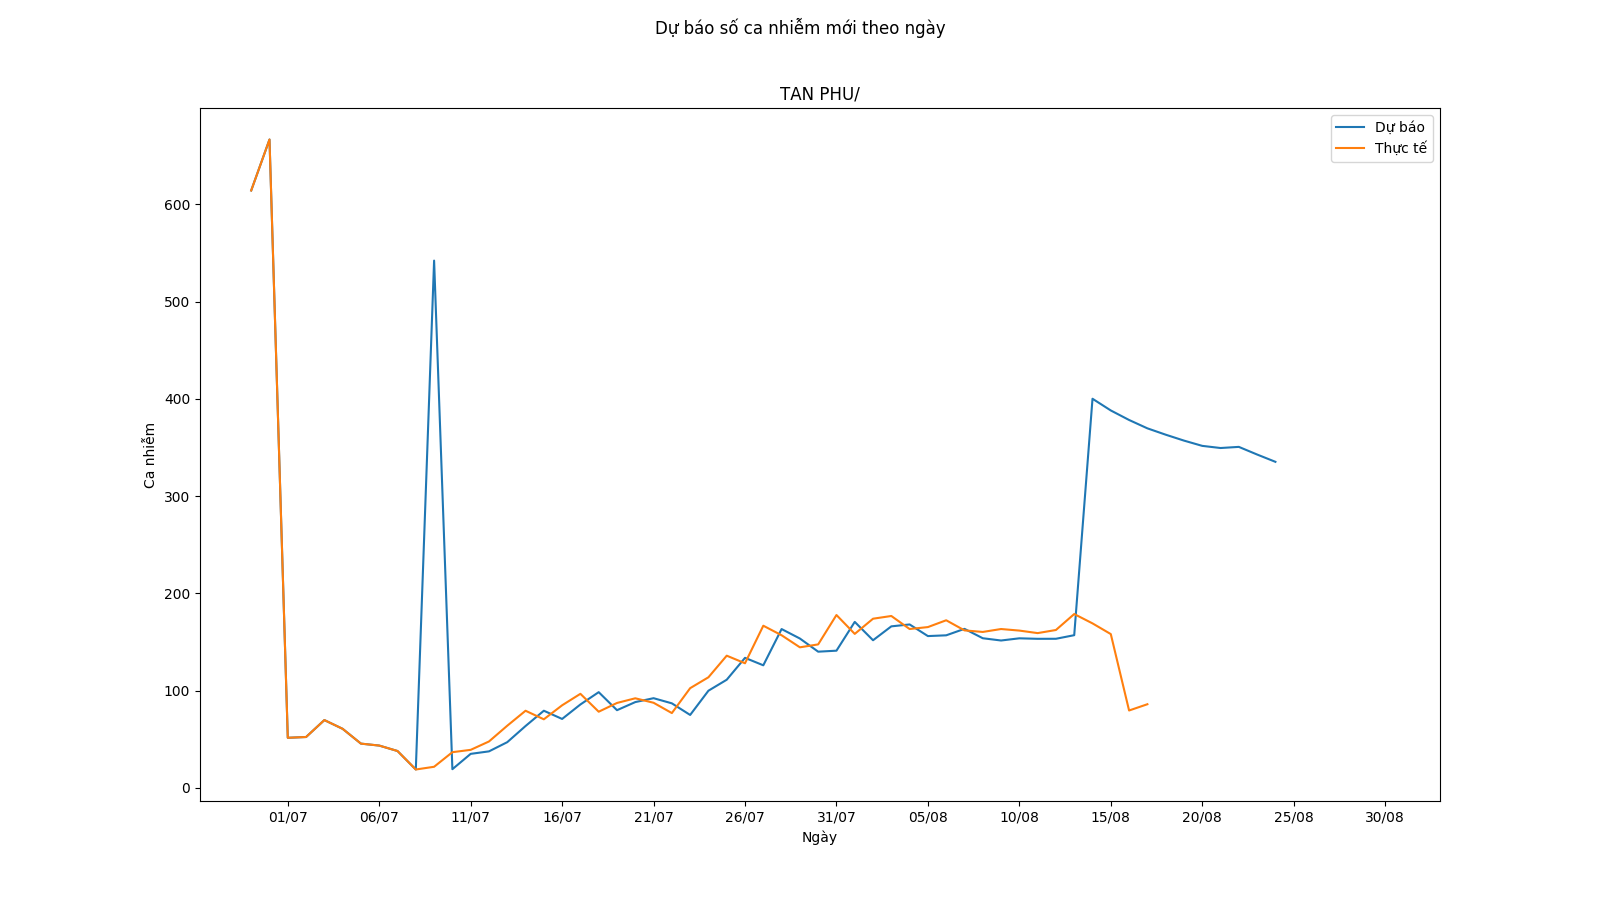 Dự báo số ca nhiễm mới theo ngày
TAN PHU/
Dự báo
Thực tế
600
500
400
300
200
100
0
Ca nhiễm
01/07 06/07 11/07 16/07 21/07 26/07 31/07 05/08 10/08 15/08 20/08 25/08 30/08
Ngày